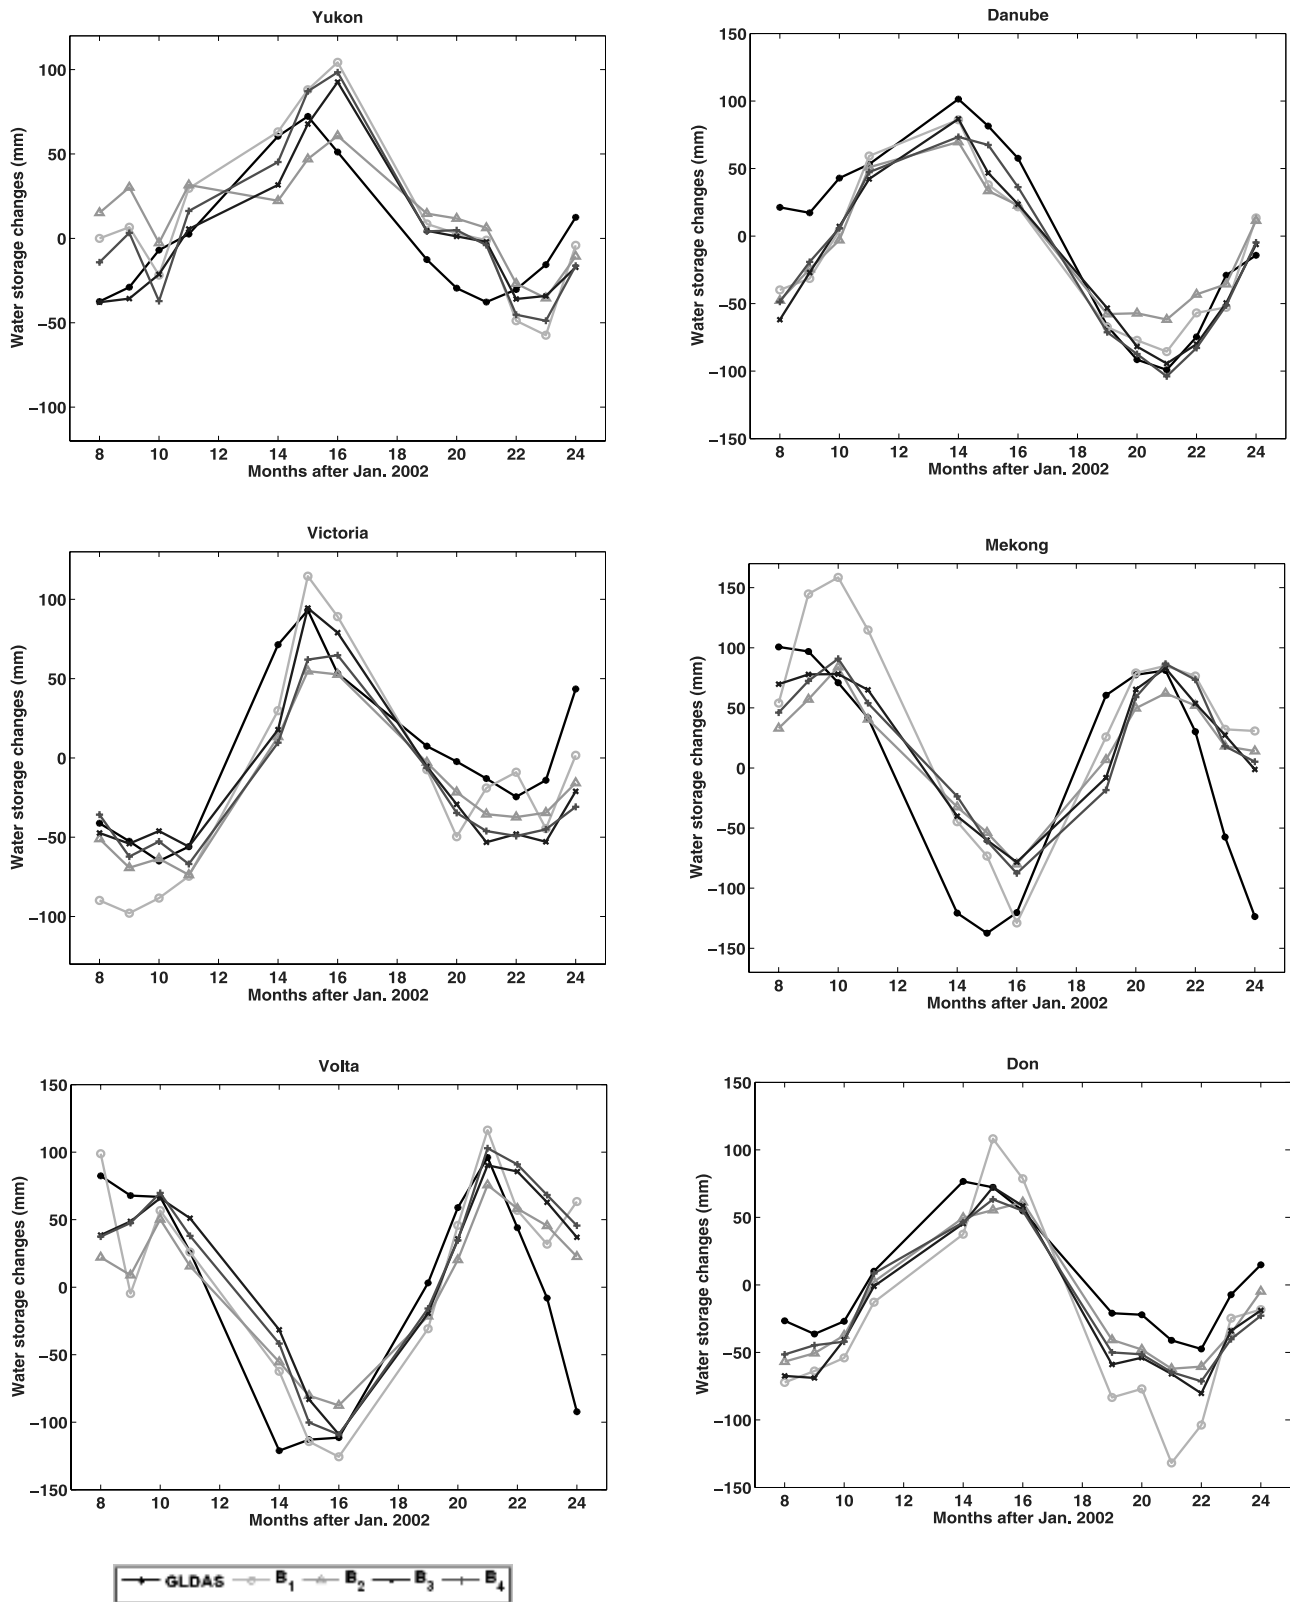 Yukon
Water storage changes (mm)
100
50
0
−50
−100
8 10 12 14 16 18 20 22 24
Months after Jan. 2002
Danube
Water storage changes (mm)
150
100
50
0
−50
−100
−150
8 10 12 14 16 18 20 22 24
Months after Jan. 2002
Victoria
Water storage changes (mm)
100
50
0
−50
−100
8 10 12 14 16 18 20 22 24
Months after Jan. 2002
Mekong
Water storage changes (mm)
150
100
50
0
−50
−100
−150
8 10 12 14 16 18 20 22 24
Months after Jan. 2002
Volta
Water storage changes (mm)
150
100
50
0
−50
−100
−150
8 10 12 14 16 18 20 22 24
Months after Jan. 2002
Don
Water storage changes (mm)
150
100
50
0
−50
−100
−150
8 10 12 14 16 18 20 22 24
Months after Jan. 2002
GLDAS B1 B2 B3 B4